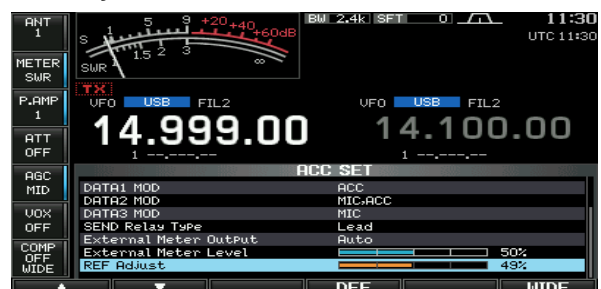 ANT 1
S 1 5 9 +20 +40 +60dB
BW 2.4k SFT 0
11:30
UTC 11:30
METER SWR
SWR 1 1.5 2 3 ∞
TX
P.AMP 1
VFO USB FIL2
VFO USB FIL2
14.999.00
14.100.00
1 --.---.--
1 --.---.--
ATT OFF
ACC SET
AGC MID
DATA1 MOD ACC
DATA2 MOD MIC,ACC
DATA3 MOD MIC
VOX OFF
SEND Relay Type Lead
External Meter Output Auto
External Meter Level 50%
COMP OFF WIDE
REF Adjust 49%
▲ ▼ DEF WIDE